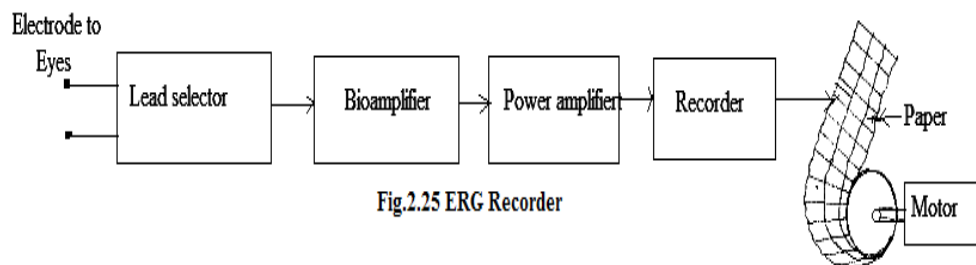 Electrode to
Eyes
Lead selector
Bioamplifier
Power amplifier
Recorder
Paper
Motor
Fig.2.25 ERG Recorder